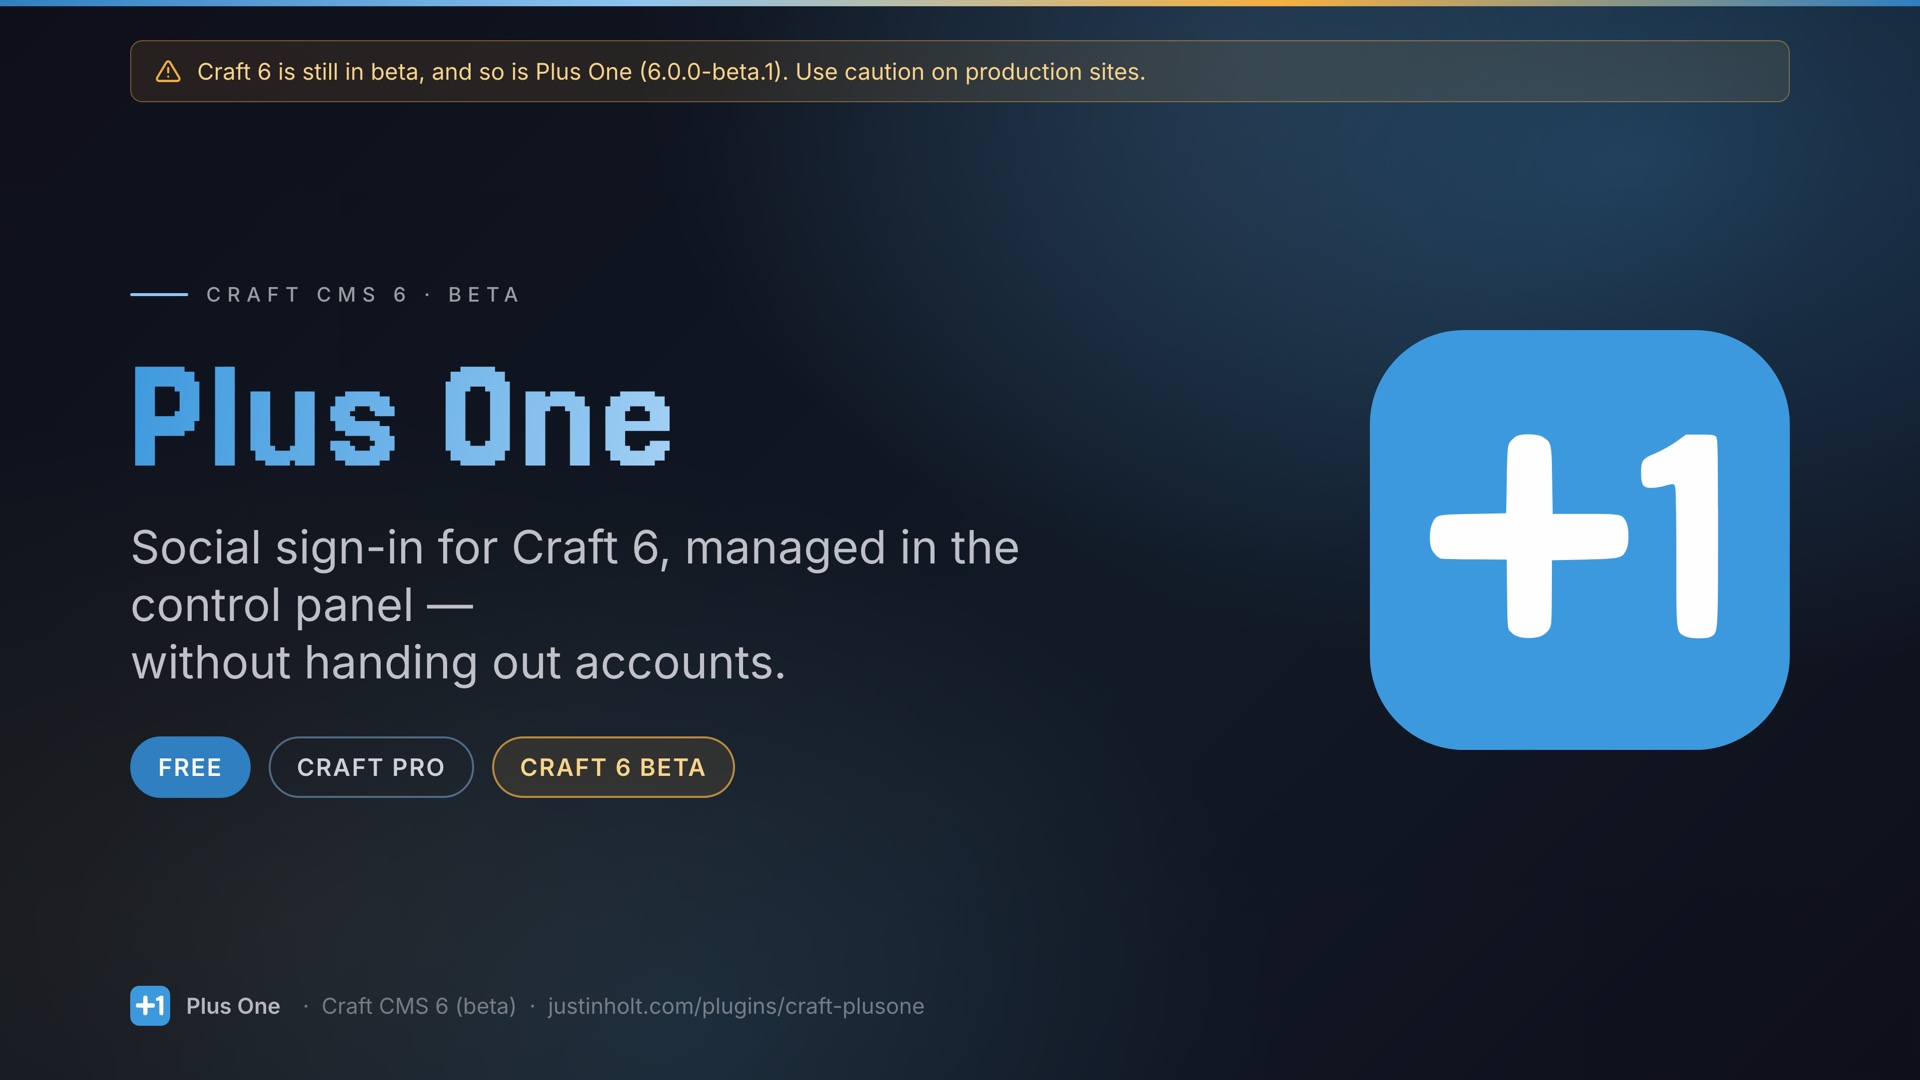 Craft 6 is still in beta, and so is Plus One (6.0.0-beta.1). Use caution on production sites.
CRAFT CMS 6 · BETA
Plus One
Social sign-in for Craft 6, managed in the
control panel —
without handing out accounts.
FREE CRAFT PRO CRAFT 6 BETA
+1
+1 Plus One · Craft CMS 6 (beta) · justinholt.com/plugins/craft-plusone